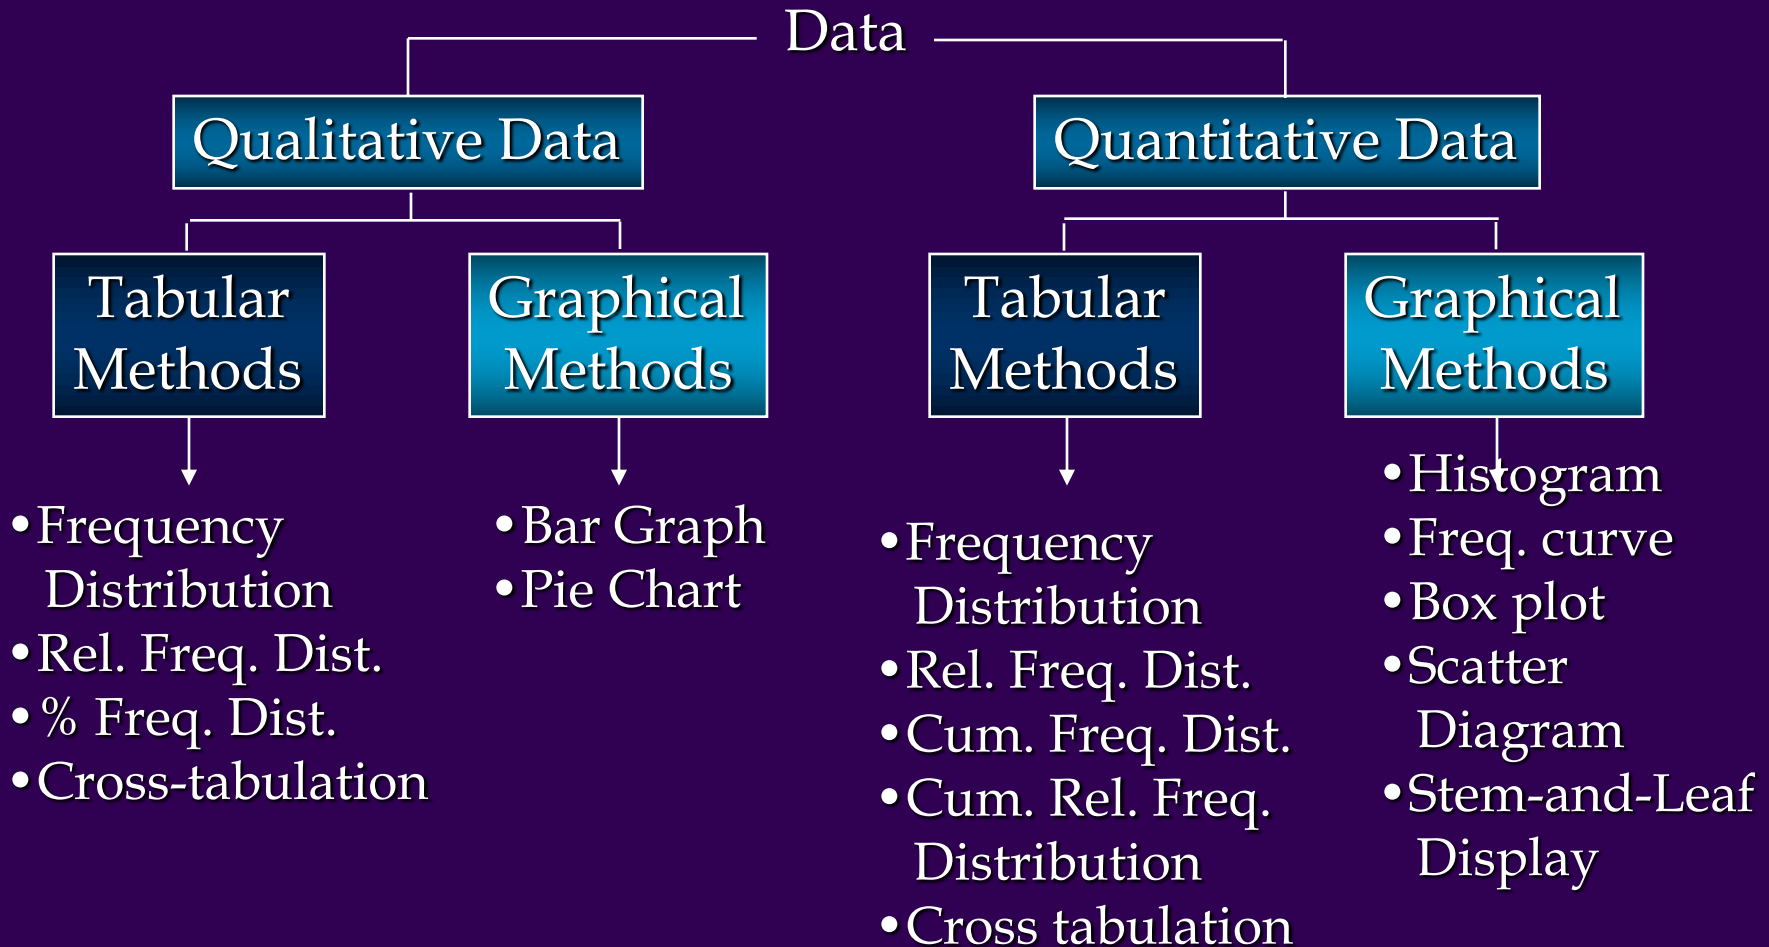 Data
Qualitative Data
Quantitative Data
Tabular
Methods
Graphical
Methods
Tabular
Methods
Graphical
Methods
•Frequency
Distribution
•Rel. Freq. Dist.
•% Freq. Dist.
•Cross-tabulation
•Bar Graph
•Pie Chart
•Frequency
Distribution
•Rel. Freq. Dist.
•Cum. Freq. Dist.
•Cum. Rel. Freq.
Distribution
•Cross tabulation
•Histogram
•Freq. curve
•Box plot
•Scatter
Diagram
•Stem-and-Leaf
Display